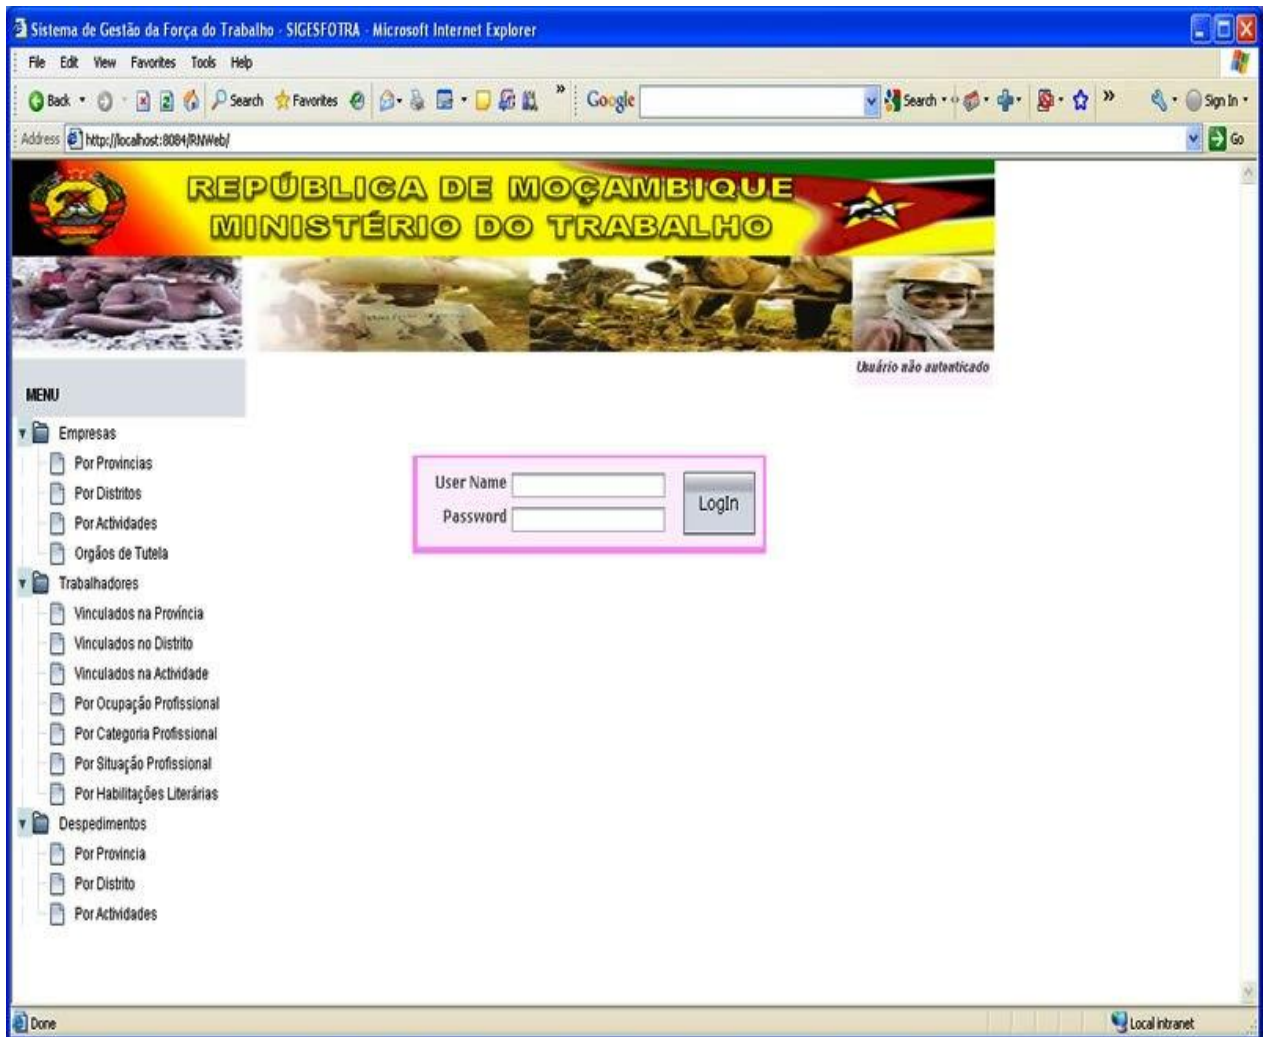 Sistema de Gestão da Força do Trabalho - SIGESFOTRA - Microsoft Internet Explorer
File Edit View Favorites Tools Help
Back Search Favorites » Google Search » Sign In
Address http://localhost:8084/RNWeb/ Go
REPÚBLICA DE MOÇAMBIQUE
MINISTÉRIO DO TRABALHO
Usuário não autenticado
MENU
Empresas
Por Provincias
Por Distritos
Por Actividades
Orgãos de Tutela
Trabalhadores
Vinculados na Província
Vinculados no Distrito
Vinculados na Actividade
Por Ocupação Profissional
Por Categoria Profissional
Por Situação Profissional
Por Habilitações Literárias
Despedimentos
Por Provincia
Por Distrito
Por Actividades
User Name
Password
LogIn
Done Local intranet